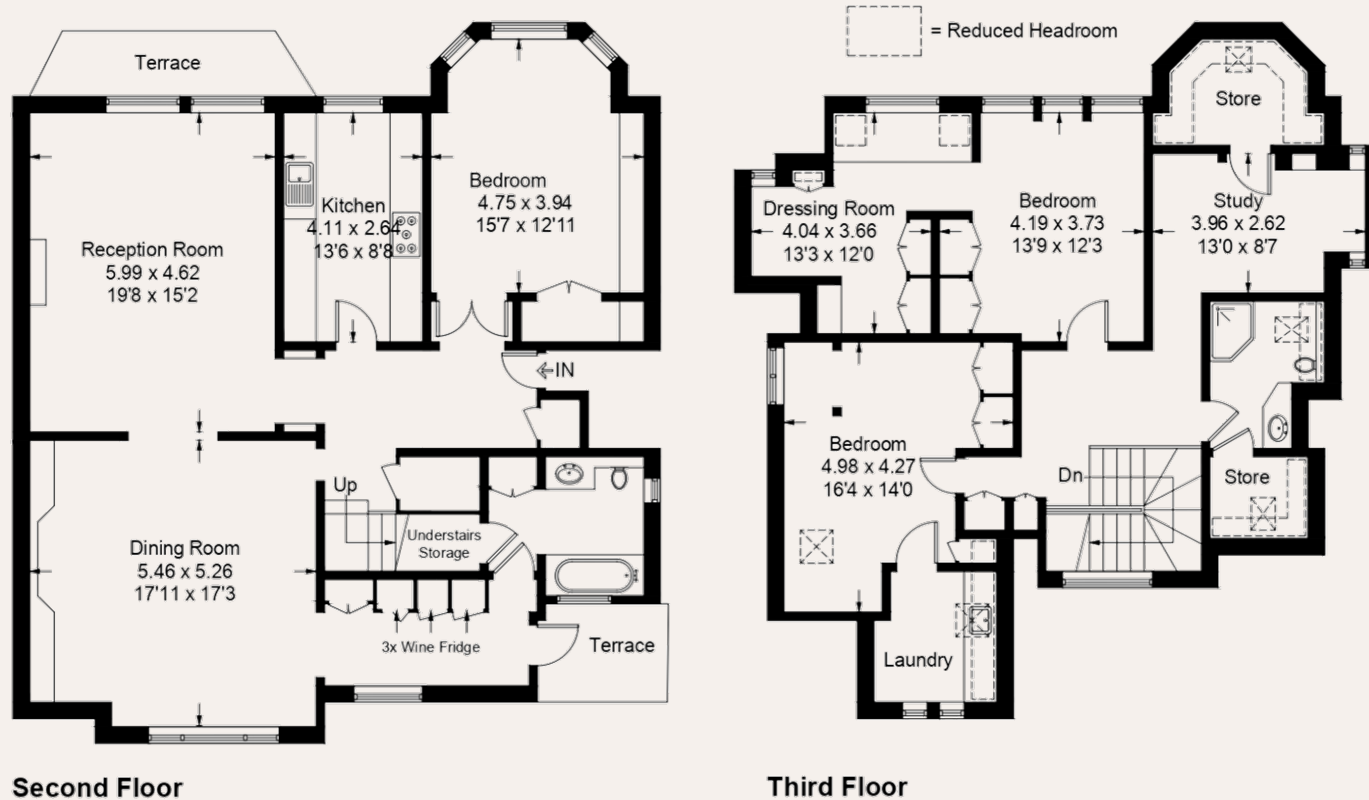 Terrace
= Reduced Headroom
Store
Bedroom
4.75 x 3.94
15'7 x 12'11
Kitchen
4.11 x 2.64
13'6 x 8'8
Reception Room
5.99 x 4.62
19'8 x 15'2
Dressing Room
4.04 x 3.66
13'3 x 12'0
Bedroom
4.19 x 3.73
13'9 x 12'3
Study
3.96 x 2.62
13'0 x 8'7
←IN
Bedroom
4.98 x 4.27
16'4 x 14'0
Up
Understairs
Storage
Dn
Store
Dining Room
5.46 x 5.26
17'11 x 17'3
3x Wine Fridge
Terrace
Laundry
Second Floor
Third Floor